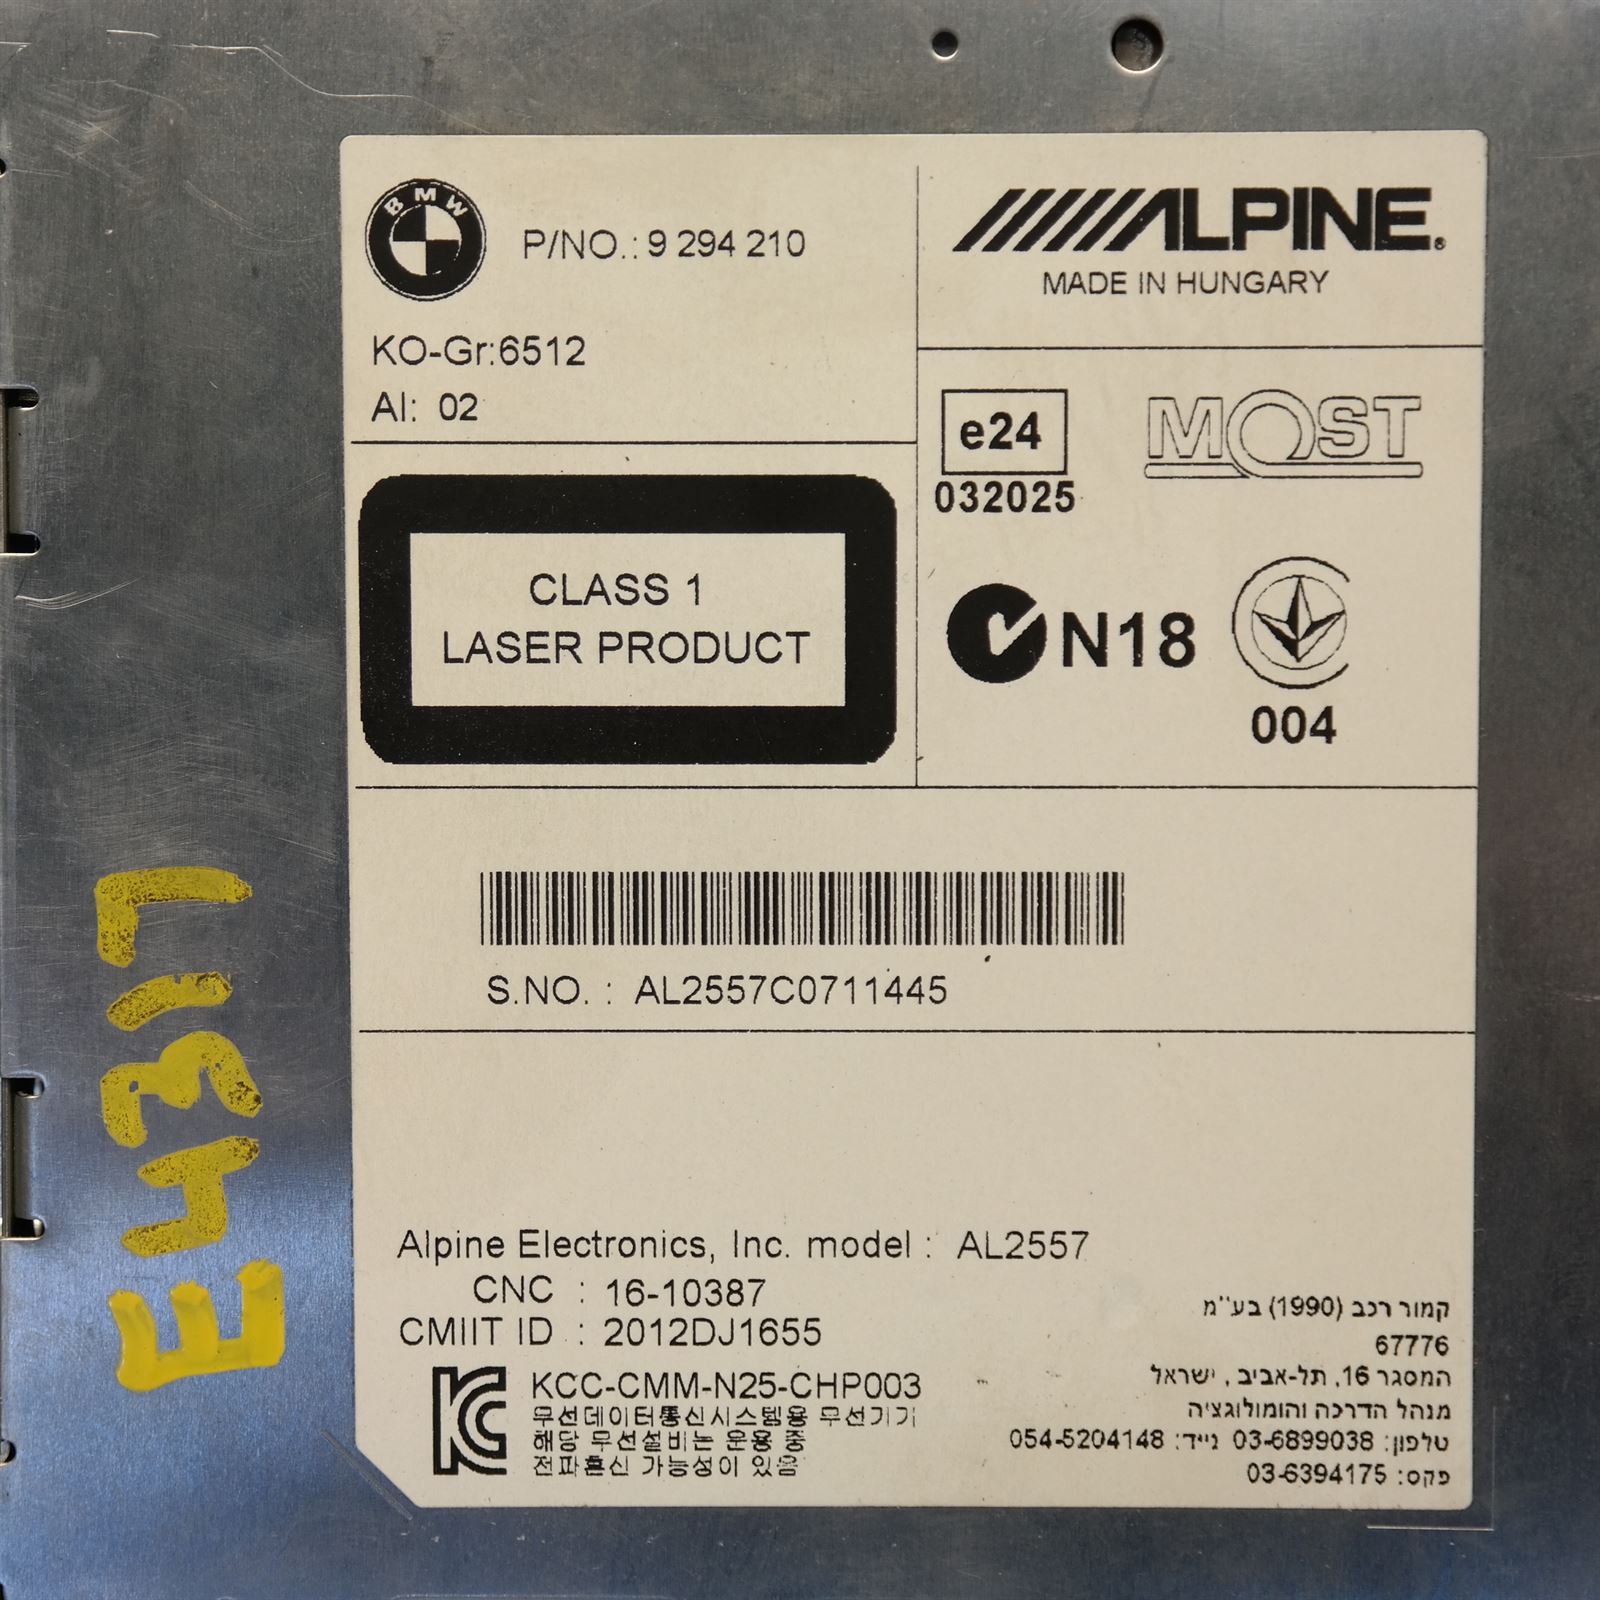 BMW
P/NO.: 9 294 210
KO-Gr:6512
AI: 02
ALPINE®
MADE IN HUNGARY
e24
032025
MOST
CLASS 1
LASER PRODUCT
N18
004
S.NO. : AL2557C0711445
Alpine Electronics, Inc. model : AL2557
CNC : 16-10387
CMIIT ID : 2012DJ1655
KCC-CMM-N25-CHP003
무선데이터통신시스템용 무선기기
해당 무선설비는 운용 중
전파혼신 가능성이 있음
קמור רכב (1990) בע''מ
67776
המסגר 16, תל-אביב, ישראל
מנהל הדרכה והומולוגציה
טלפון: 03-6899038 נייד: 054-5204148
פקס: 03-6394175